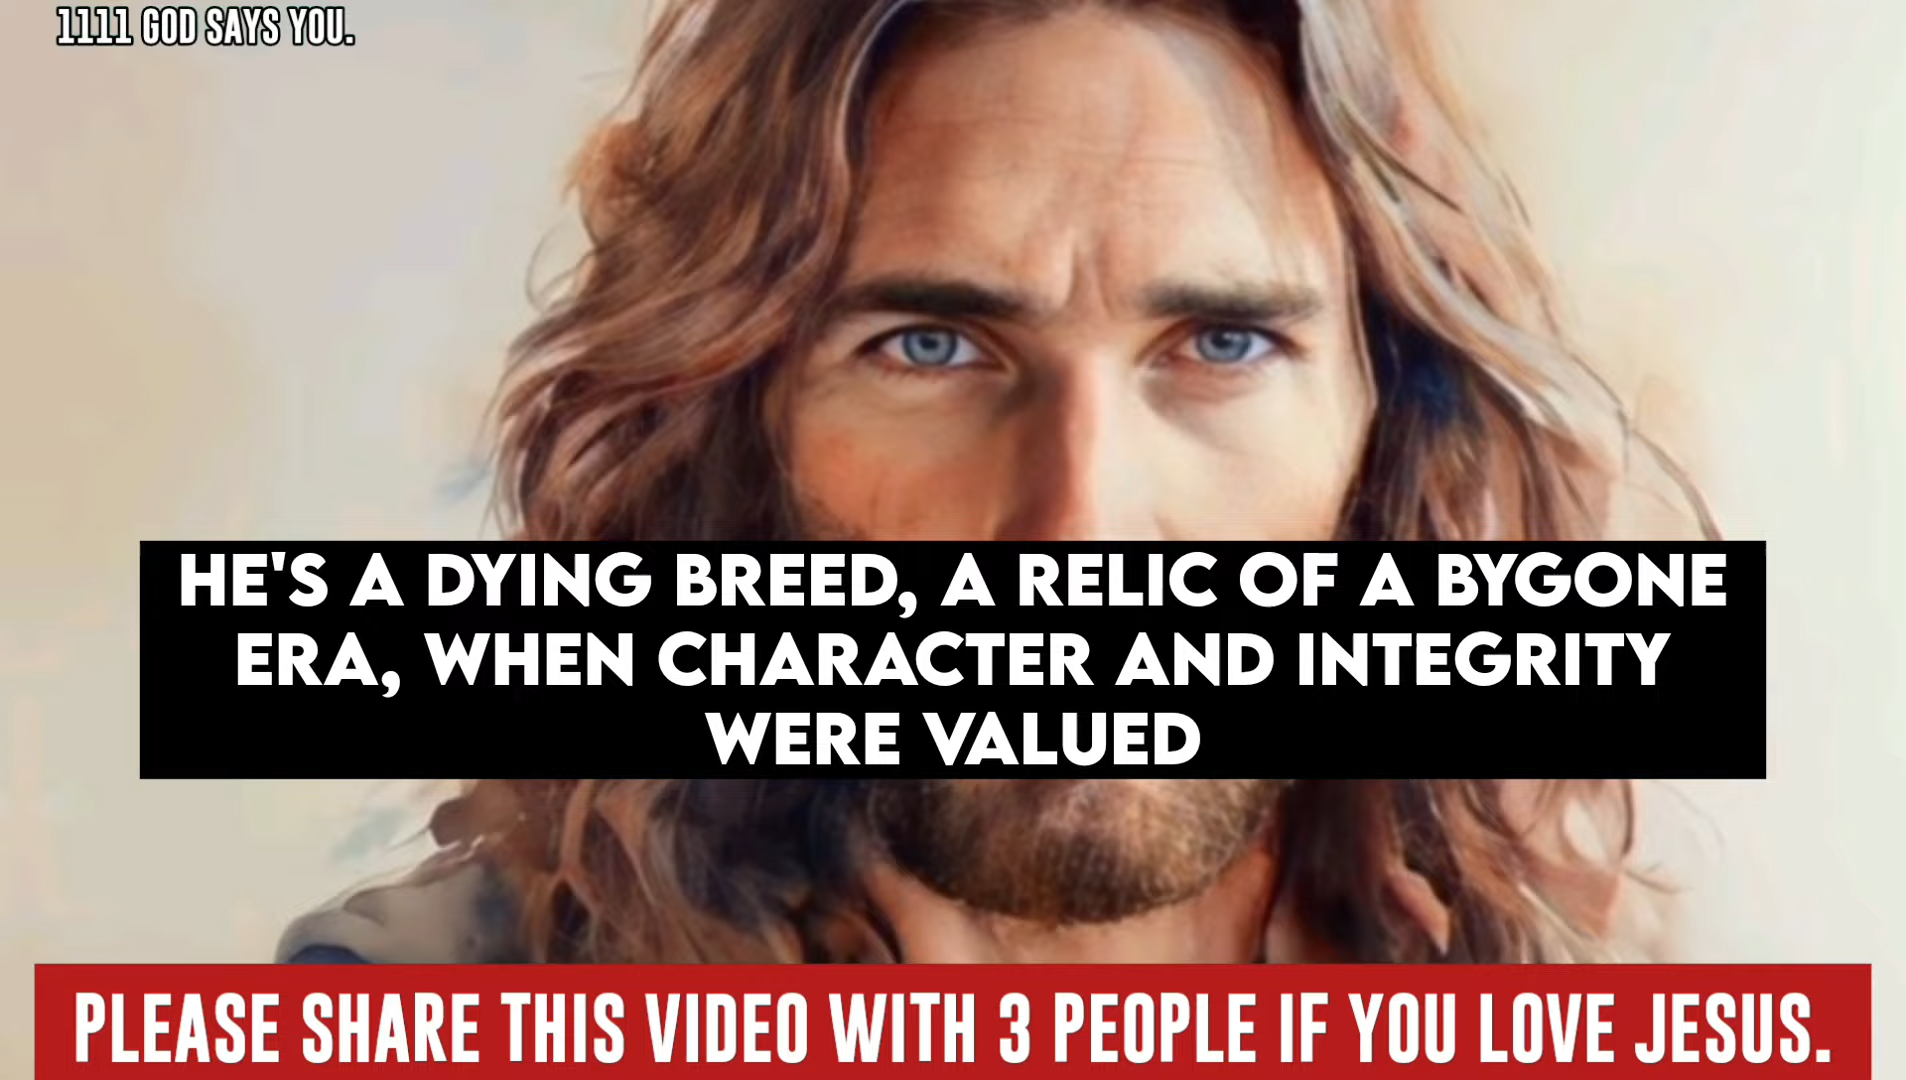 1111 GOD SAYS YOU.
HE'S A DYING BREED, A RELIC OF A BYGONE
ERA, WHEN CHARACTER AND INTEGRITY
WERE VALUED
PLEASE SHARE THIS VIDEO WITH 3 PEOPLE IF YOU LOVE JESUS.